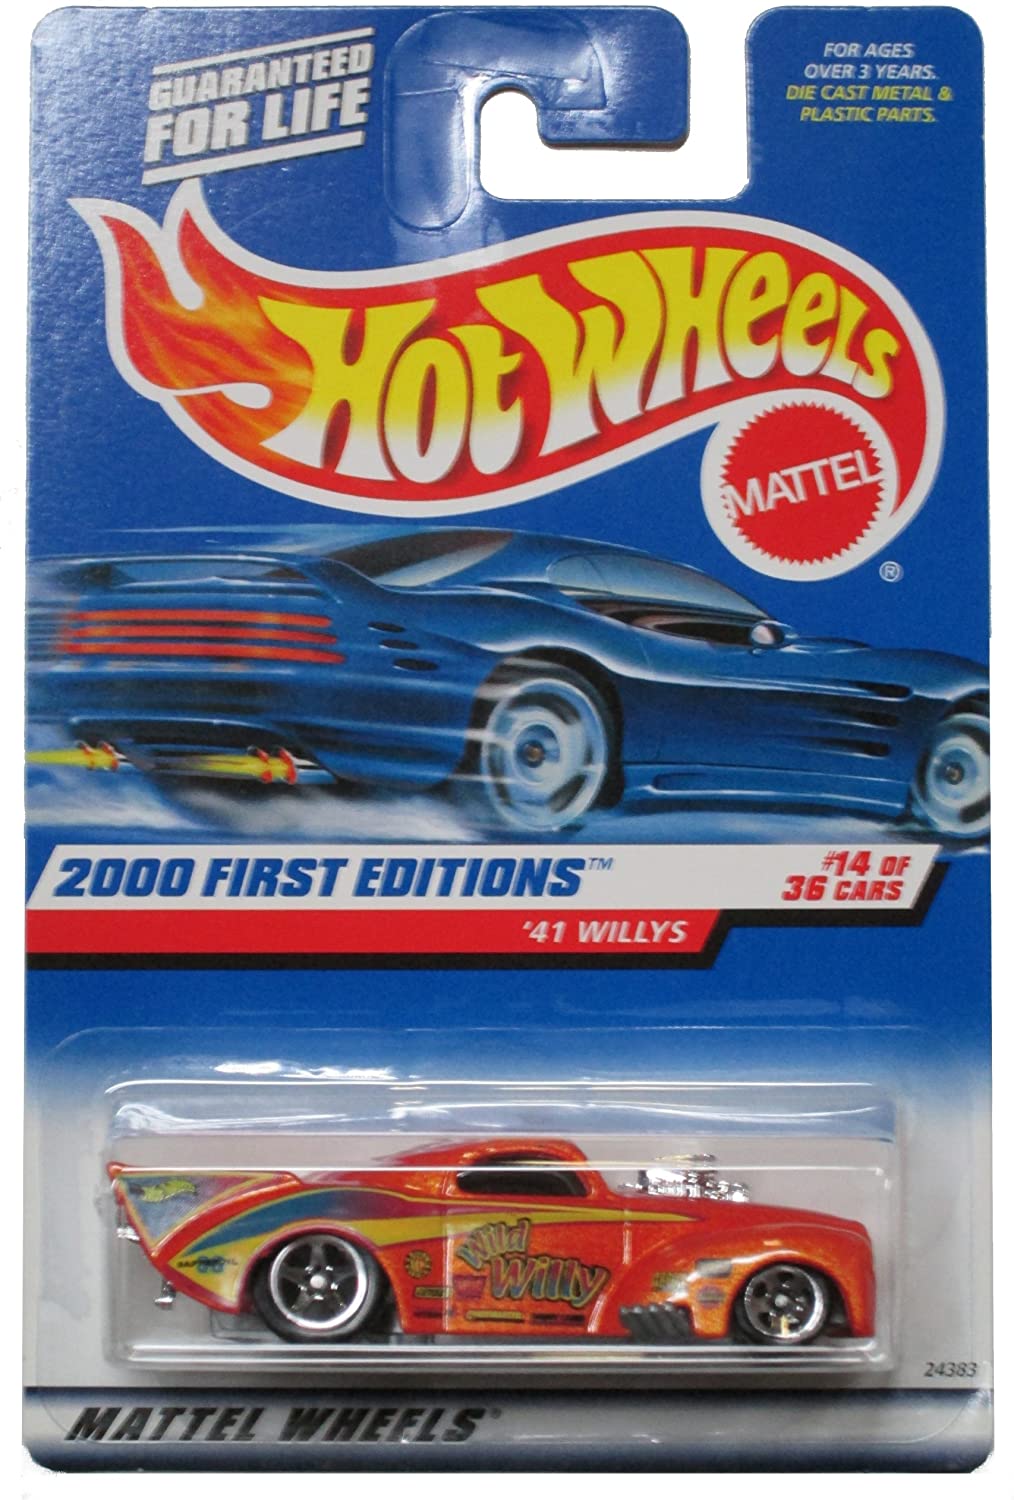 GUARANTEED
FOR LIFE
FOR AGES
OVER 3 YEARS.
DIE CAST METAL &
PLASTIC PARTS.
HOT WHEELS
MATTEL
®
2000 FIRST EDITIONS™
#14 OF
36 CARS
'41 WILLYS
Wild
Willy
24383
MATTEL WHEELS®